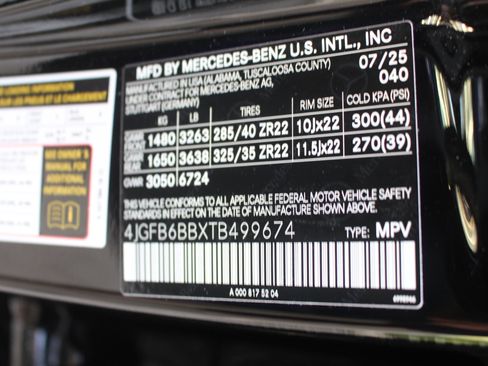 MFD BY MERCEDES-BENZ U.S. INTL., INC
MANUFACTURED IN USA (ALABAMA, TUSCALOOSA COUNTY) 07/25
UNDER CONTRACT FOR MERCEDES-BENZ AG, 040
STUTTGART (GERMANY)
KG LB TIRES RIM SIZE COLD KPA (PSI)
GAWR FRONT 1480 3263 285/40 ZR22 10Jx22 300(44)
GAWR REAR 1650 3638 325/35 ZR22 11.5Jx22 270(39)
GVWR 3050 6724
THIS VEHICLE CONFORMS TO ALL APPLICABLE FEDERAL MOTOR VEHICLE SAFETY
STANDARDS IN EFFECT ON THE DATE OF MANUFACTURE SHOWN ABOVE.
4JGFB6BBXTB499674 TYPE: MPV
A 000 817 52 04
SEE OWNER'S
MANUAL FOR
ADDITIONAL
INFORMATION